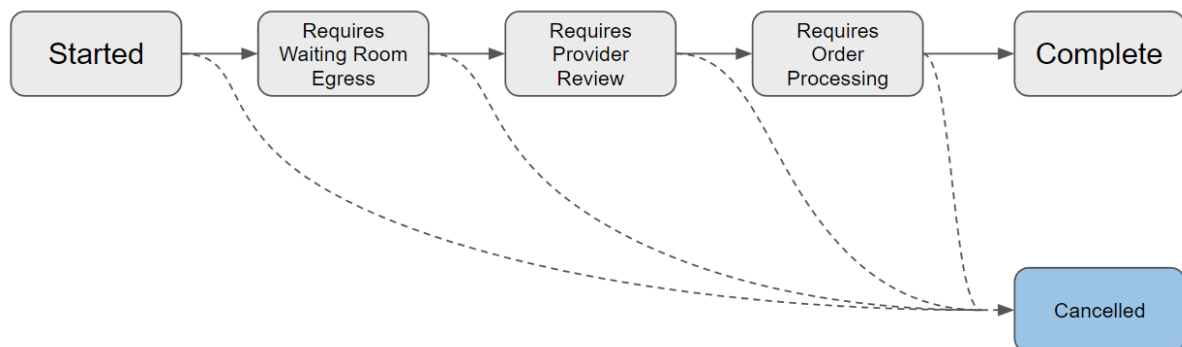 Started
Requires
Waiting Room
Egress
Requires
Provider
Review
Requires
Order
Processing
Complete
Cancelled